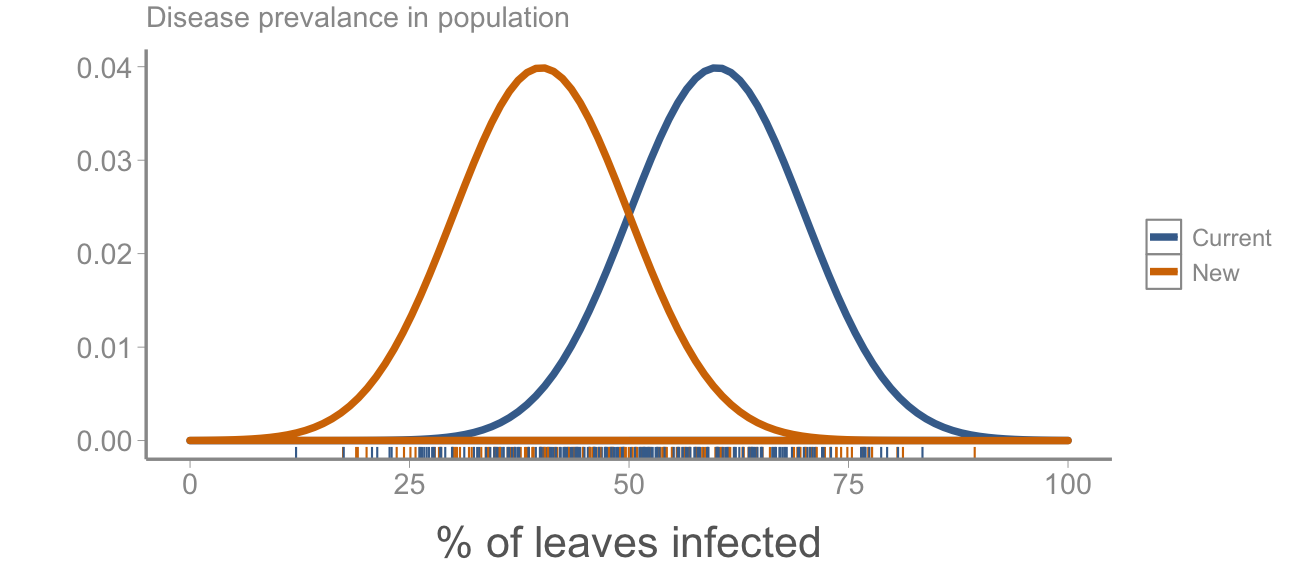 Disease prevalance in population
0.04
0.03
0.02
0.01
0.00
0 25 50 75 100
% of leaves infected
Current
New